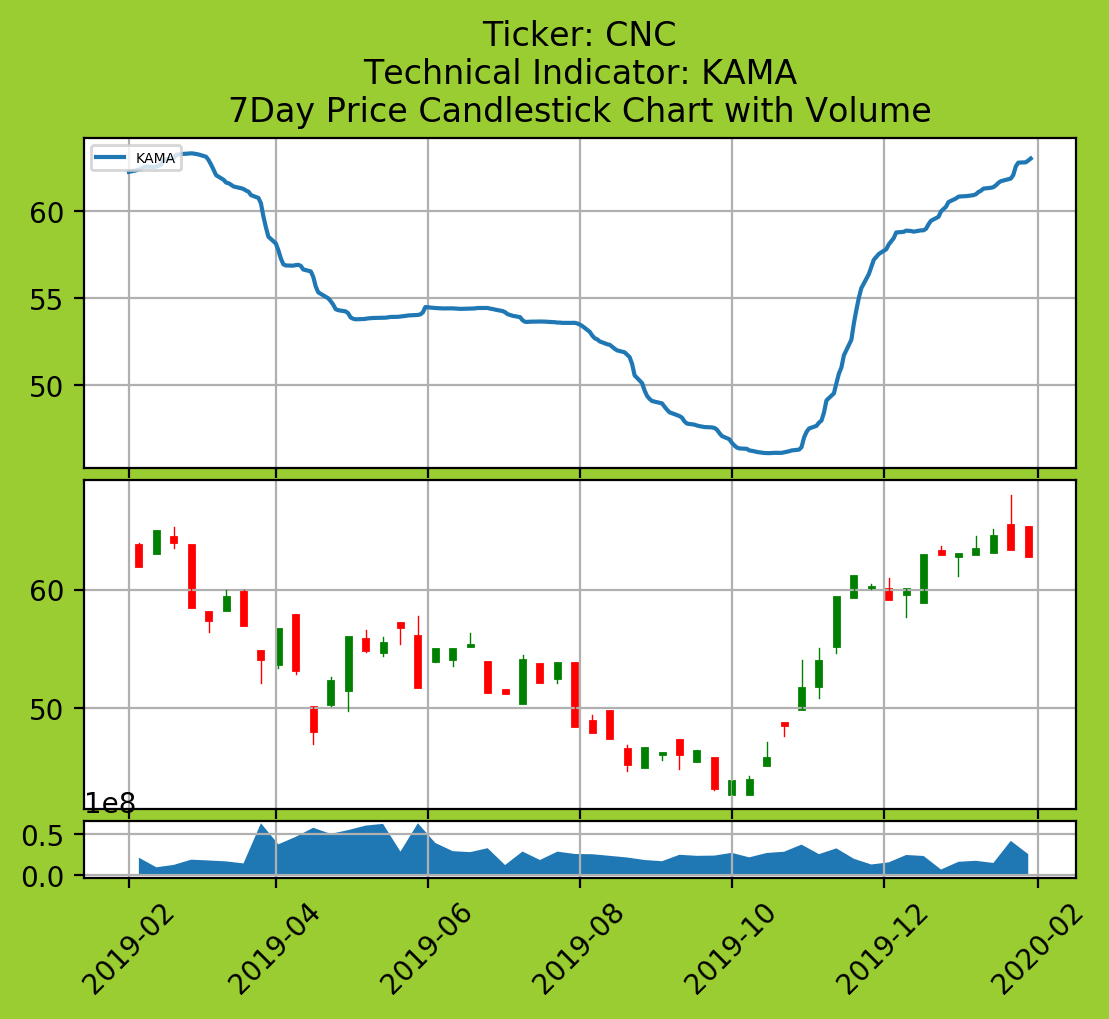 Ticker: CNC
Technical Indicator: KAMA
7Day Price Candlestick Chart with Volume
KAMA
60
55
50
60
50
1e8
0.5
0.0
2019-02
2019-04
2019-06
2019-08
2019-10
2019-12
2020-02